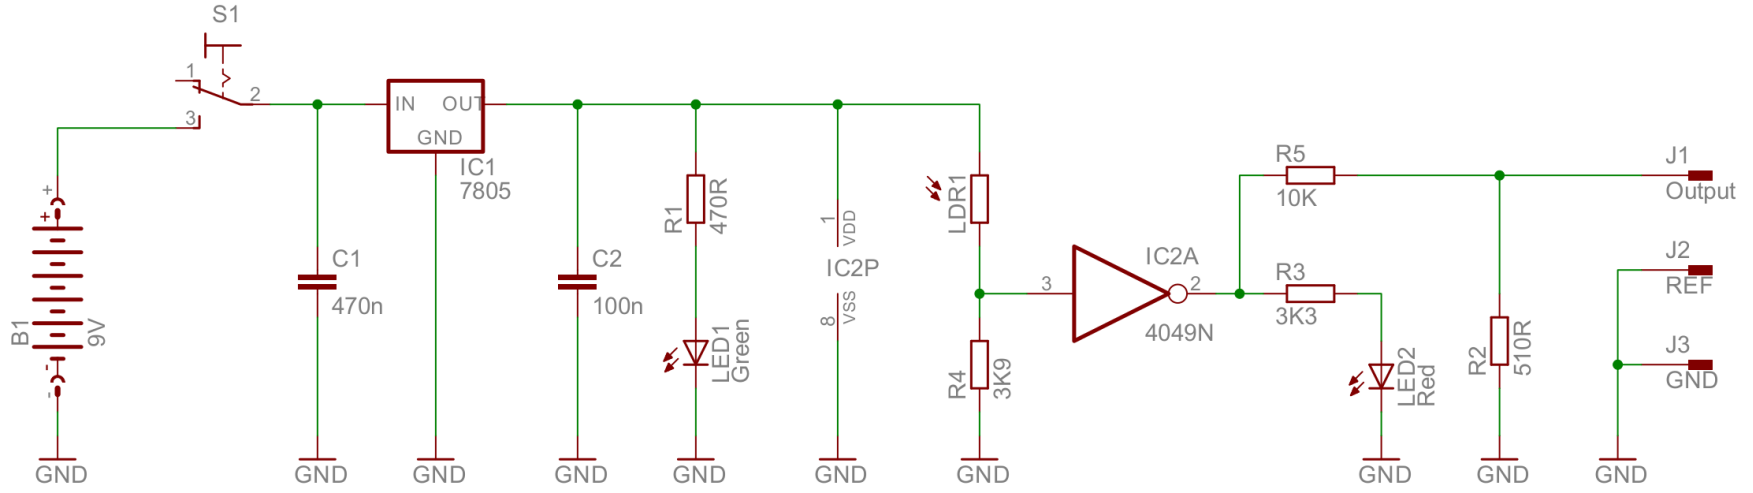 S1
1
2
3
+
+
-
-
B1
9V
GND
C1
470n
GND
IN
OUT
GND
IC1
7805
GND
C2
100n
GND
R1
470R
LED1
Green
GND
1
VDD
IC2P
8
VSS
GND
LDR1
R4
3K9
GND
3
IC2A
2
4049N
R5
10K
R3
3K3
LED2
Red
GND
R2
510R
GND
J1
Output
J2
REF
J3
GND
GND